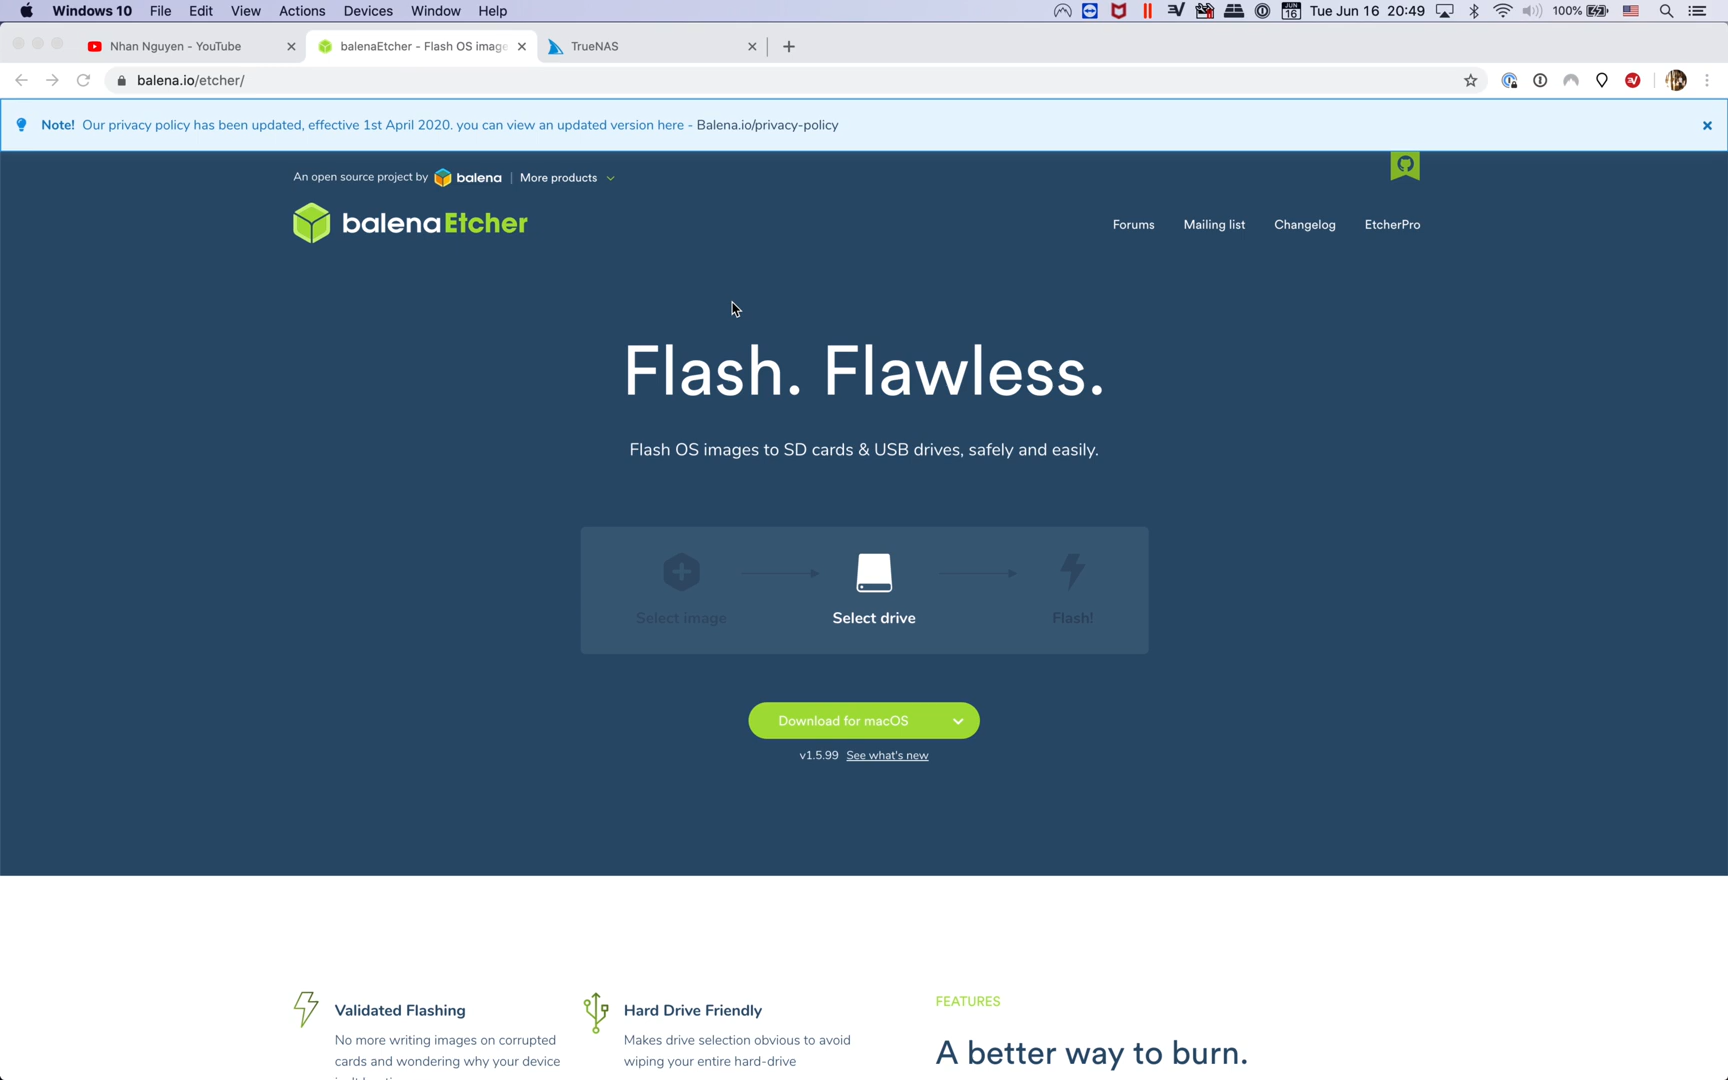 Windows 10 File Edit View Actions Devices Window Help
JUN 16 Tue Jun 16 20:49 100%
Nhan Nguyen - YouTube
balenaEtcher - Flash OS image
TrueNAS
balena.io/etcher/
Note! Our privacy policy has been updated, effective 1st April 2020. you can view an updated version here - Balena.io/privacy-policy
An open source project by balena | More products
balenaEtcher
Forums Mailing list Changelog EtcherPro
Flash. Flawless.
Flash OS images to SD cards & USB drives, safely and easily.
Select image Select drive Flash!
Download for macOS
v1.5.99 See what's new
Validated Flashing
No more writing images on corrupted
cards and wondering why your device
Hard Drive Friendly
Makes drive selection obvious to avoid
wiping your entire hard-drive
FEATURES
A better way to burn.